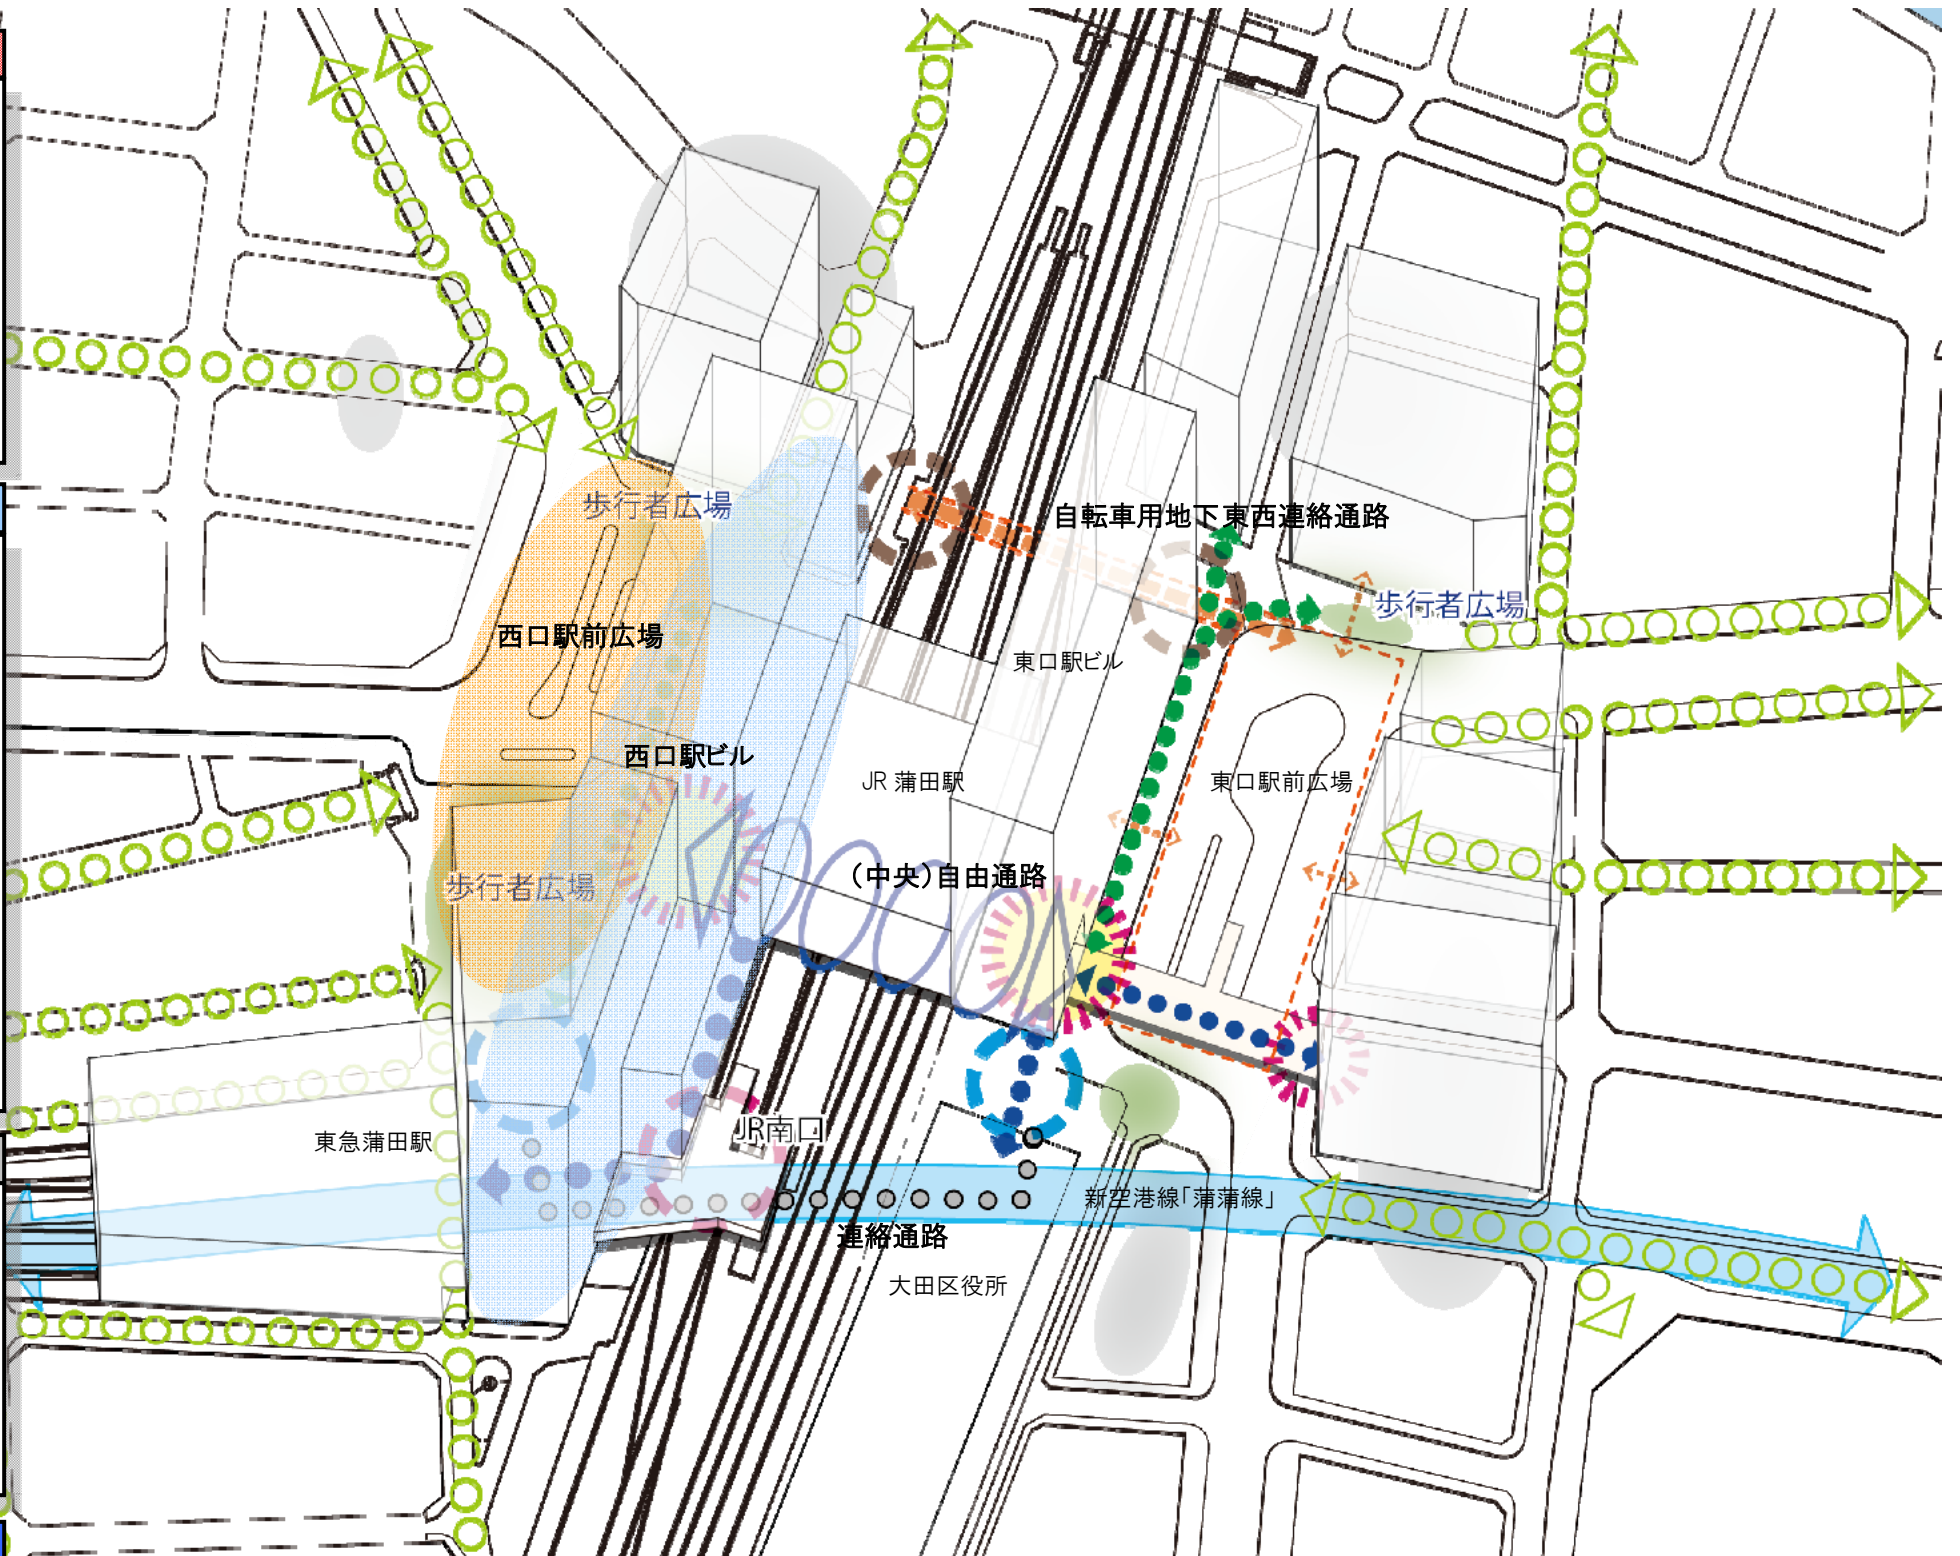 歩行者広場
自転車用地下東西連絡通路
歩行者広場
西口駅前広場
東口駅ビル
西口駅ビル
JR 蒲田駅
東口駅前広場
(中央)自由通路
歩行者広場
JR南口
東急蒲田駅
新空港線「蒲蒲線」
連絡通路
大田区役所